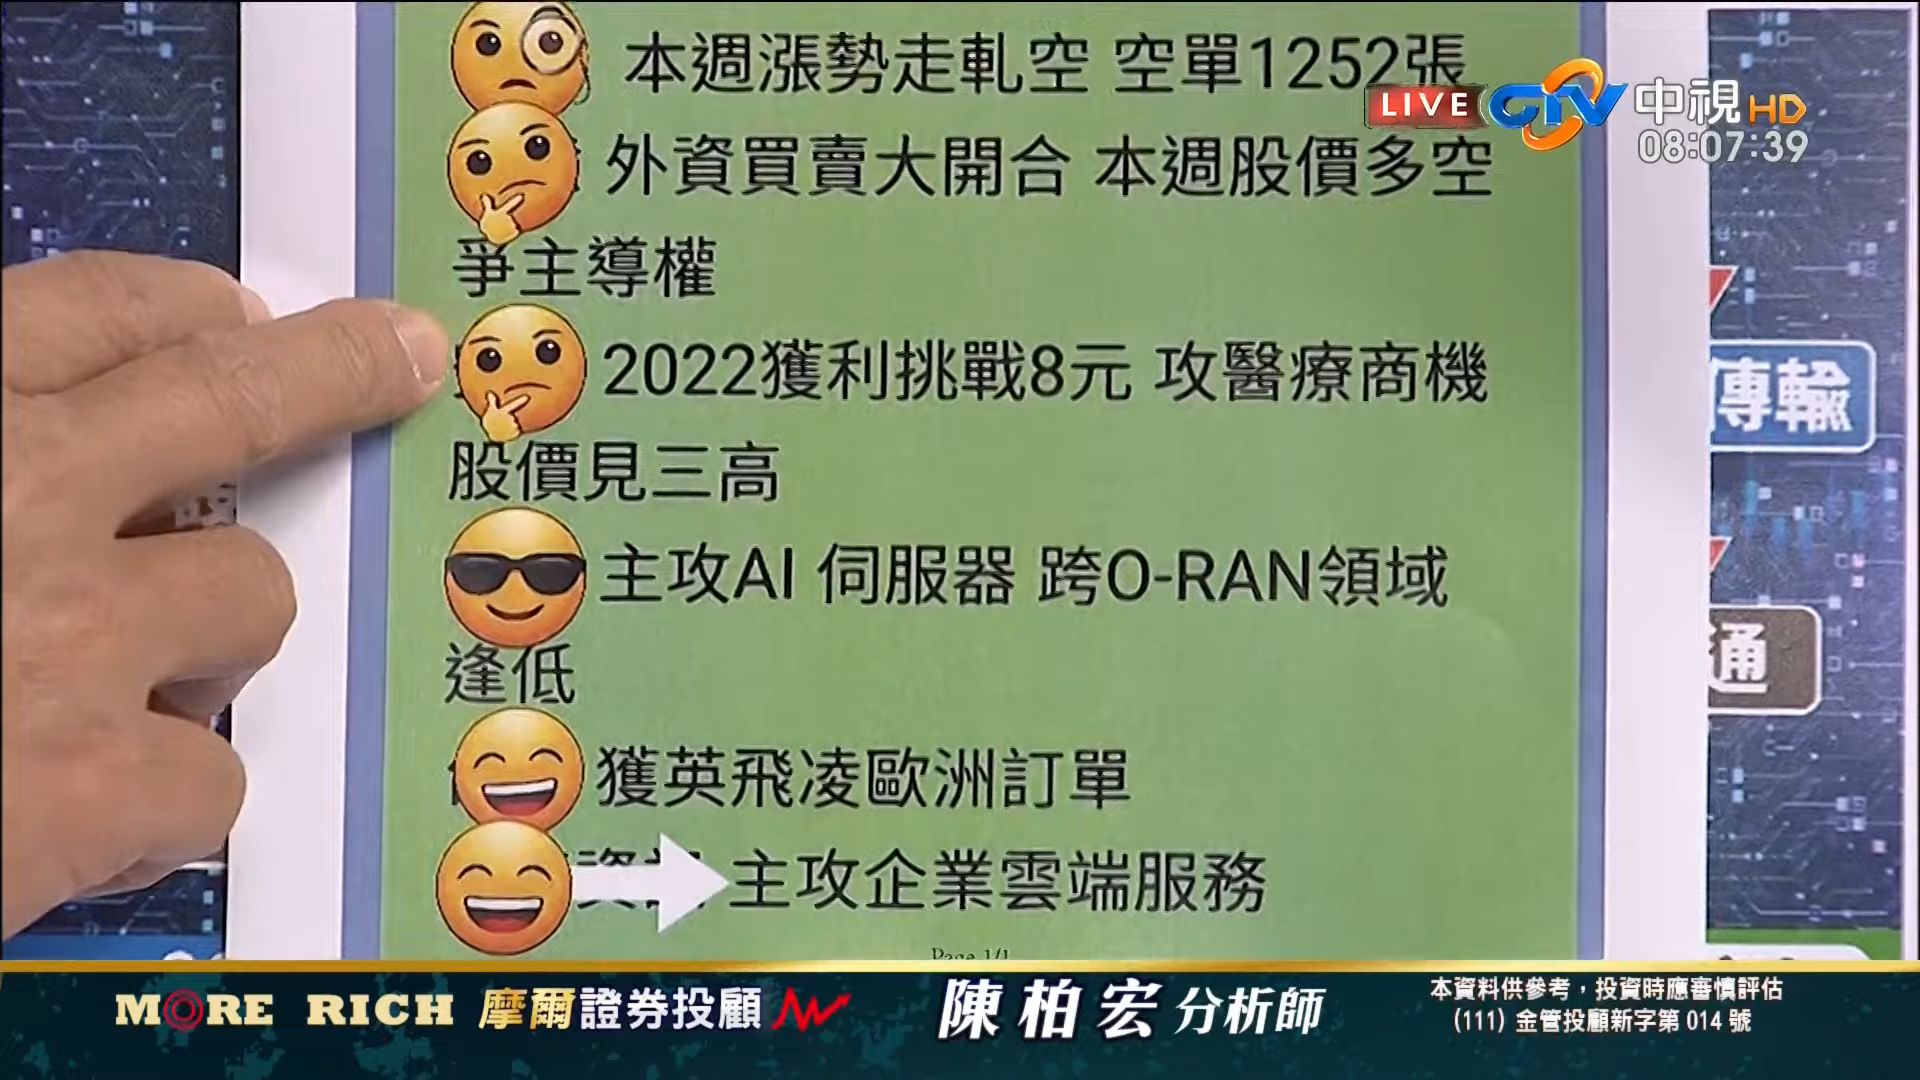 本週漲勢走軋空 空單1252張
外資買賣大開合 本週股價多空
爭主導權
2022獲利挑戰8元 攻醫療商機
股價見三高
主攻AI 伺服器 跨O-RAN領域
逢低
獲英飛凌歐洲訂單
主攻企業雲端服務
Page 1/1
LIVE CTV 中視HD
08:07:39
傳輸
通
MORE RICH 摩爾證券投顧
陳柏宏 分析師
本資料供參考，投資時應審慎評估
(111) 金管投顧新字第 014 號